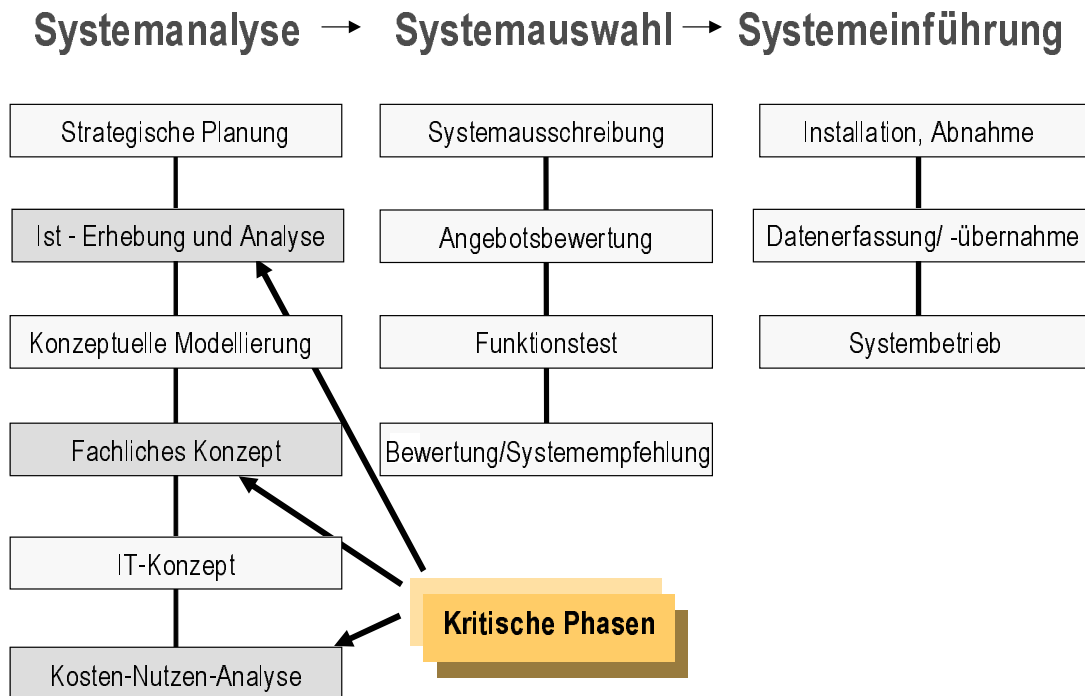 Systemanalyse → Systemauswahl → Systemeinführung
Strategische Planung
Ist - Erhebung und Analyse
Konzeptuelle Modellierung
Fachliches Konzept
IT-Konzept
Kosten-Nutzen-Analyse
Systemausschreibung
Angebotsbewertung
Funktionstest
Bewertung/Systemempfehlung
Installation, Abnahme
Datenerfassung/ -übernahme
Systembetrieb
Kritische Phasen